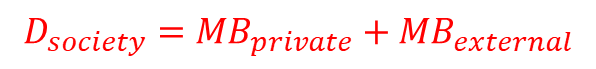 D_society = MB_private + MB_external